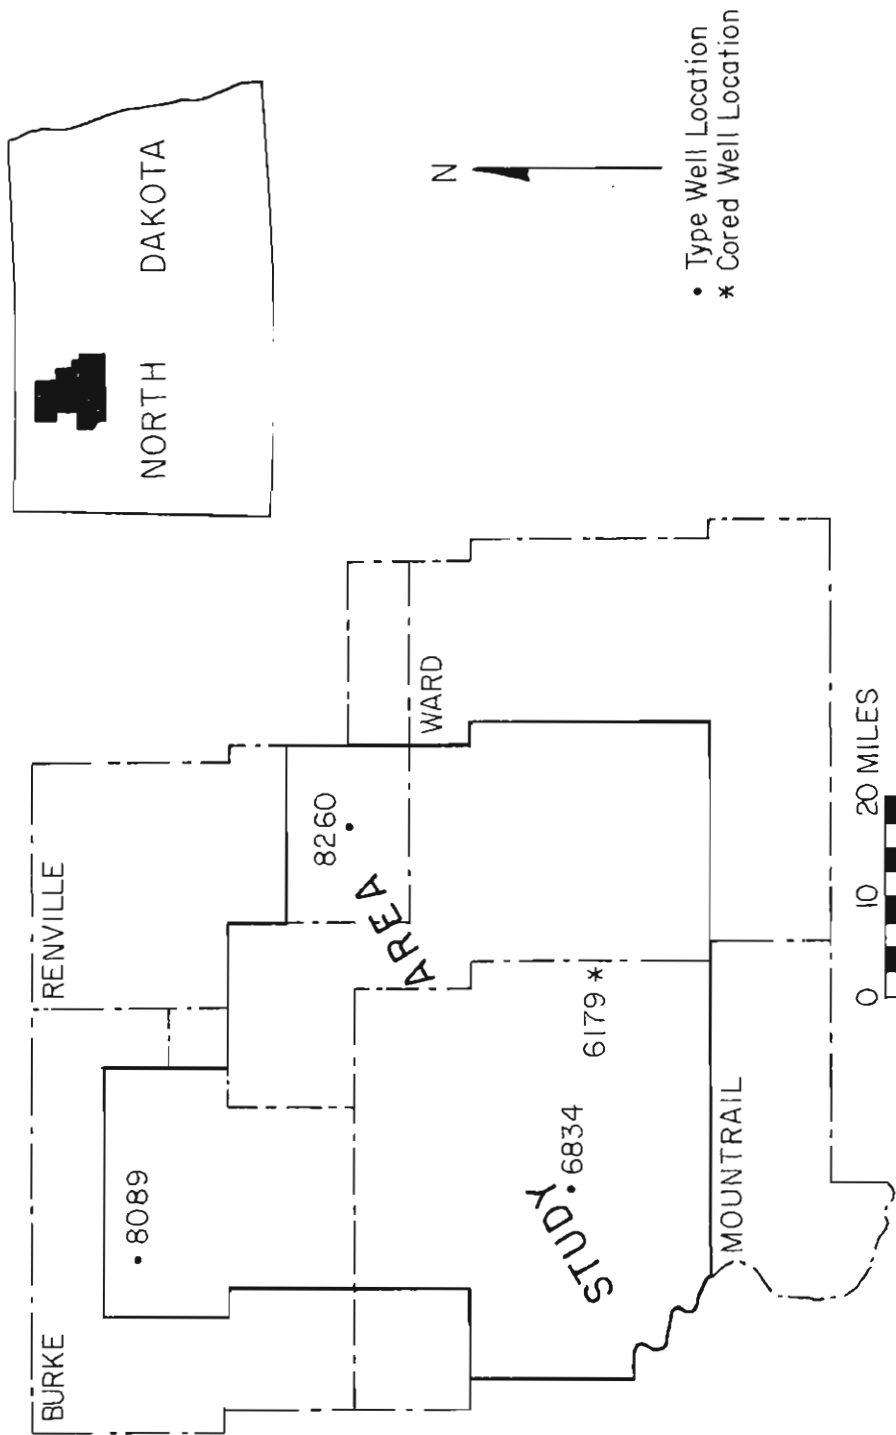 NORTH DAKOTA
N
• Type Well Location
* Cored Well Location
BURKE
RENVILLE
•8089
8260
•
AREA
WARD
STUDY
•6834
6179*
MOUNTRAIL
0 10 20 MILES